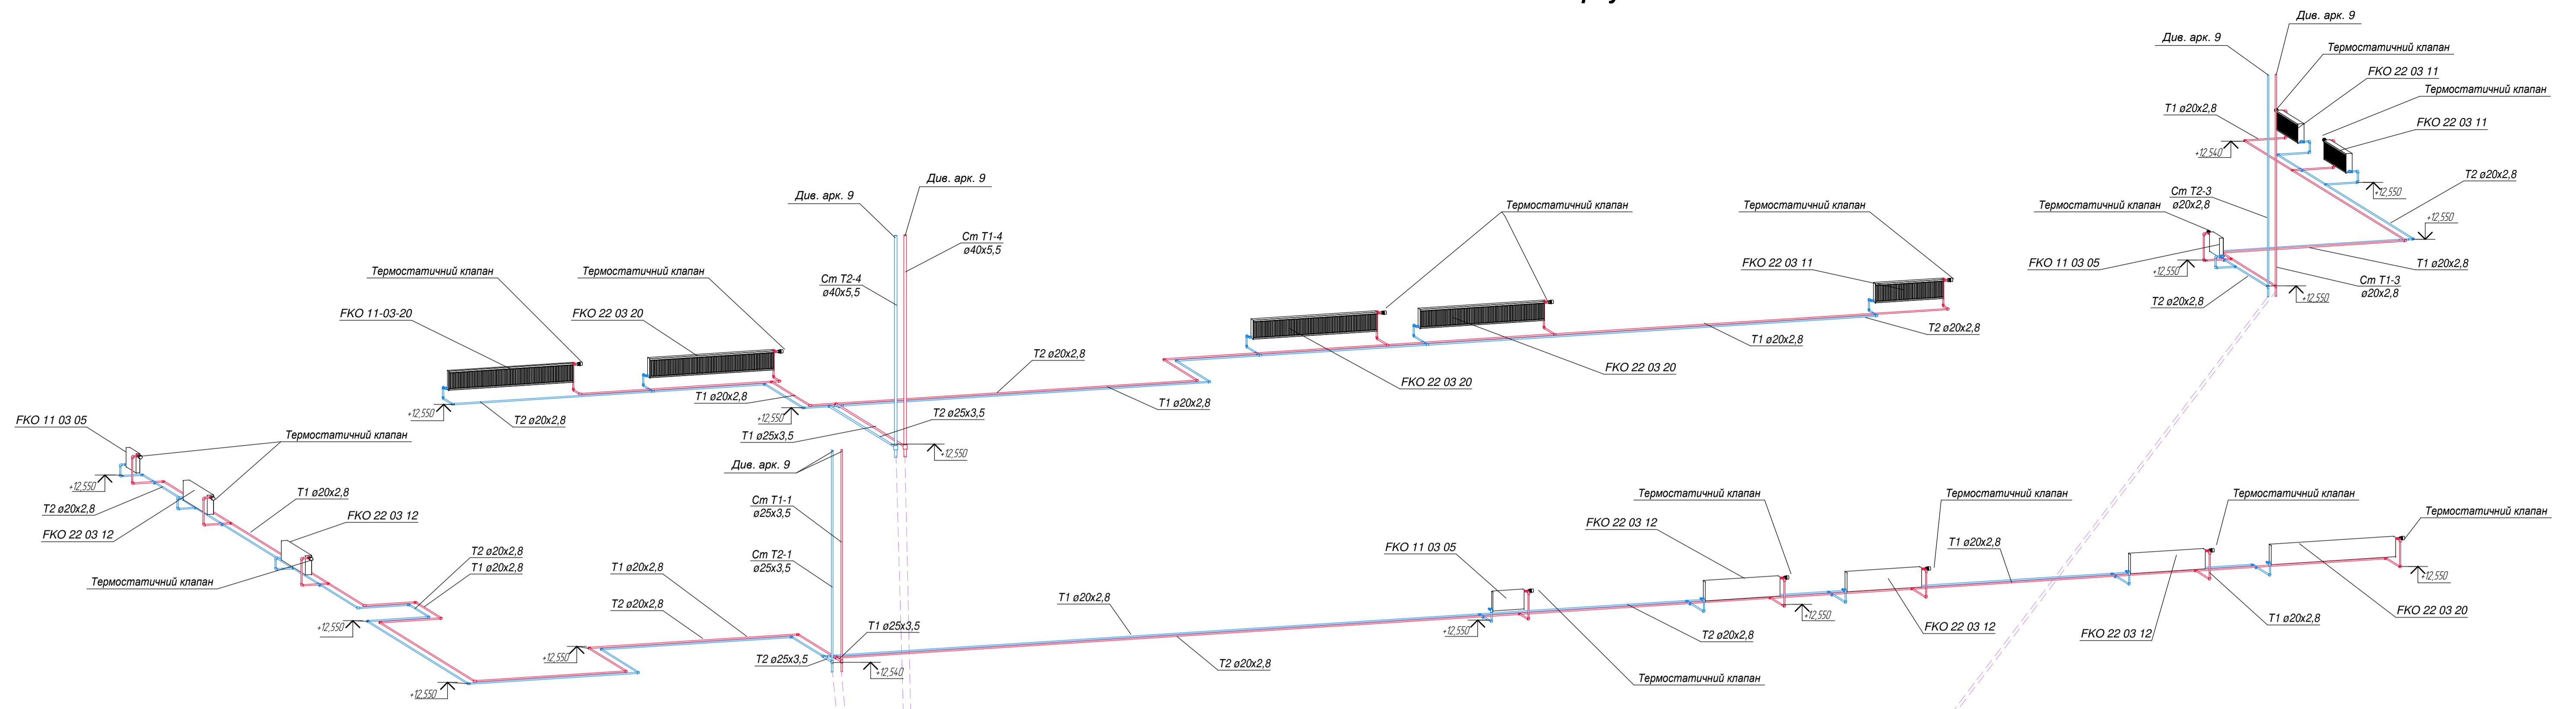 Див. арк. 9
Див. арк. 9
Термостатичний клапан
FKO 22 03 11
Термостатичний клапан
T1 ø20x2,8
FKO 22 03 11
+12,540
T2 ø20x2,8
+12,550
Ст Т2-3
ø20x2,8
Термостатичний клапан
+12,550
FKO 11 03 05
+12,550
T1 ø20x2,8
Ст Т1-3
ø20x2,8
T2 ø20x2,8
+12,550
Див. арк. 9
Див. арк. 9
Ст Т1-4
ø40x5,5
Ст Т2-4
ø40x5,5
Термостатичний клапан
Термостатичний клапан
Термостатичний клапан
Термостатичний клапан
FKO 22 03 11
FKO 11-03-20
FKO 22 03 20
T2 ø20x2,8
T1 ø20x2,8
T2 ø20x2,8
FKO 22 03 20
FKO 22 03 20
T1 ø20x2,8
T1 ø20x2,8
+12,550
T2 ø20x2,8
+12,550
T2 ø25x3,5
T1 ø25x3,5
+12,550
FKO 11 03 05
Термостатичний клапан
+12,550
T2 ø20x2,8
T1 ø20x2,8
FKO 22 03 12
FKO 22 03 12
Термостатичний клапан
T2 ø20x2,8
T1 ø20x2,8
+12,550
+12,550
Див. арк. 9
Ст Т1-1
ø25x3,5
Ст Т2-1
ø25x3,5
T1 ø20x2,8
T2 ø20x2,8
+12,550
T1 ø25x3,5
T2 ø25x3,5
+12,540
T1 ø20x2,8
T2 ø20x2,8
FKO 11 03 05
+12,550
Термостатичний клапан
Термостатичний клапан
FKO 22 03 12
+12,550
T2 ø20x2,8
Термостатичний клапан
T1 ø20x2,8
FKO 22 03 12
Термостатичний клапан
Термостатичний клапан
+12,550
FKO 22 03 20
T1 ø20x2,8
FKO 22 03 12